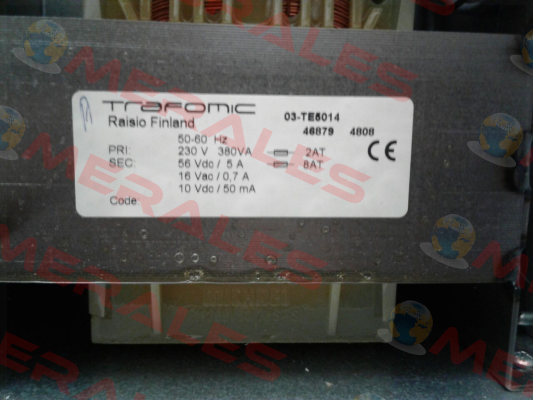 Trafomic
Raisio Finland
03-TE5014
46879 4808
50-60 Hz
PRI: 230 V 380VA 2AT
SEC: 56 Vdc / 5 A 8AT
16 Vac / 0,7 A
10 Vdc / 50 mA
Code:
CE
MERALES
MERALES
MERALES
MERALES
MERALES